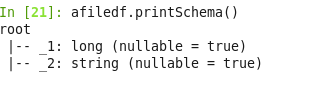 In [21]: afiledf.printSchema()
root
 |-- _1: long (nullable = true)
 |-- _2: string (nullable = true)